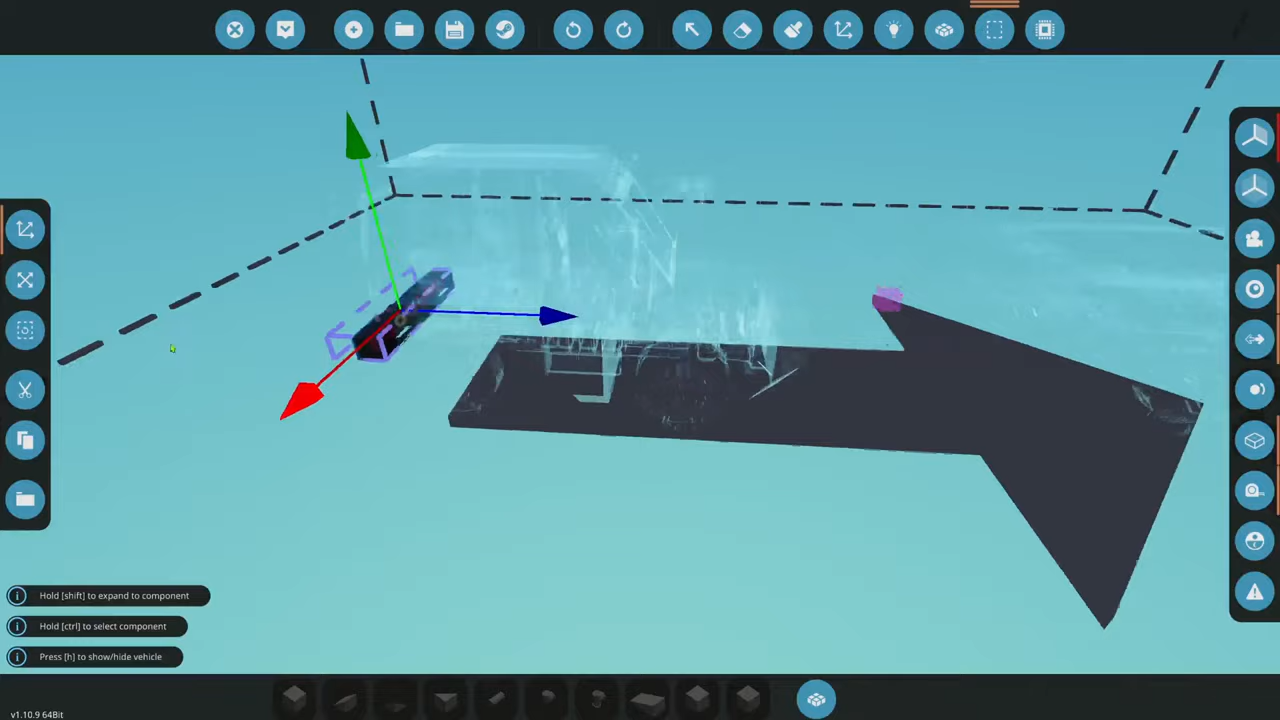 Hold [shift] to expand to component
Hold [ctrl] to select component
Press [h] to show/hide vehicle
v1.10.9 64Bit